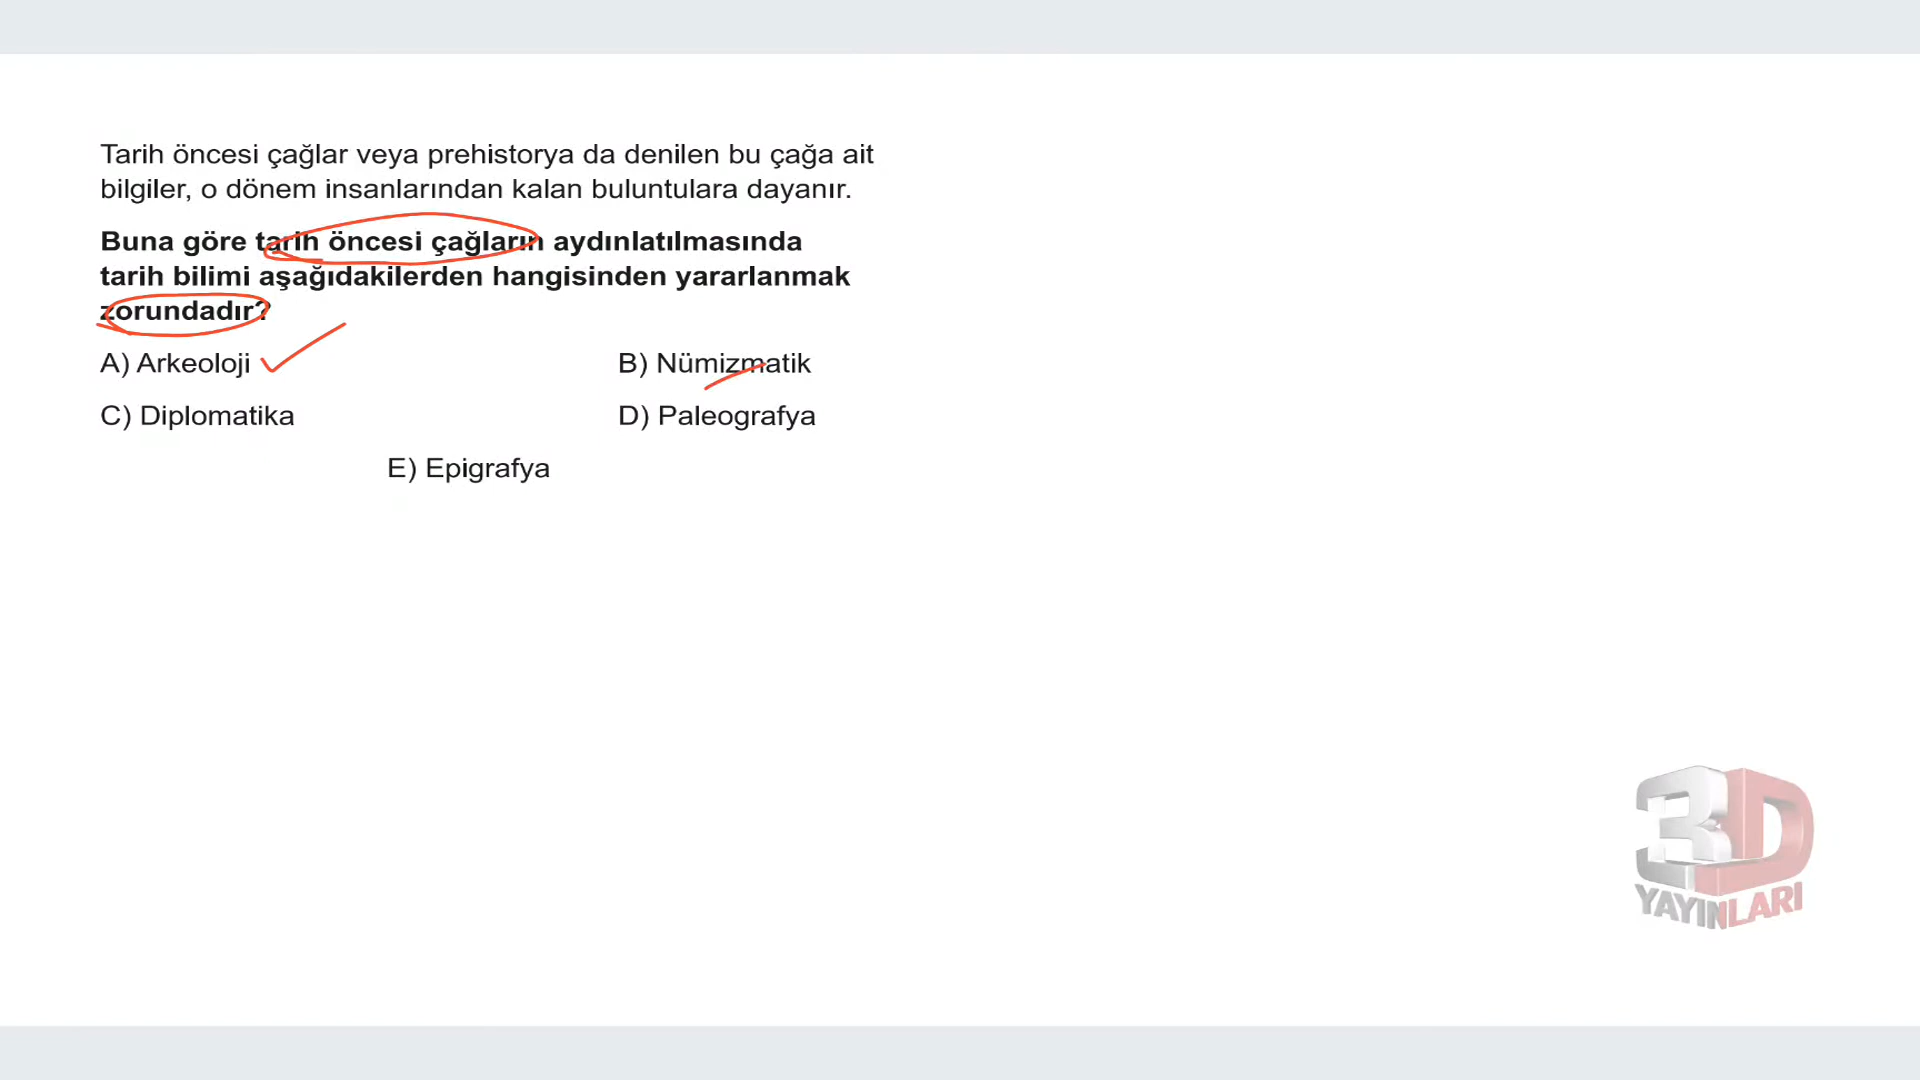 Tarih öncesi çağlar veya prehistorya da denilen bu çağa ait
bilgiler, o dönem insanlarından kalan buluntulara dayanır.
Buna göre tarih öncesi çağların aydınlatılmasında
tarih bilimi aşağıdakilerden hangisinden yararlanmak
zorundadır?
A) Arkeoloji
B) Nümizmatik
C) Diplomatika
D) Paleografya
E) Epigrafya
3D
YAYINLARI